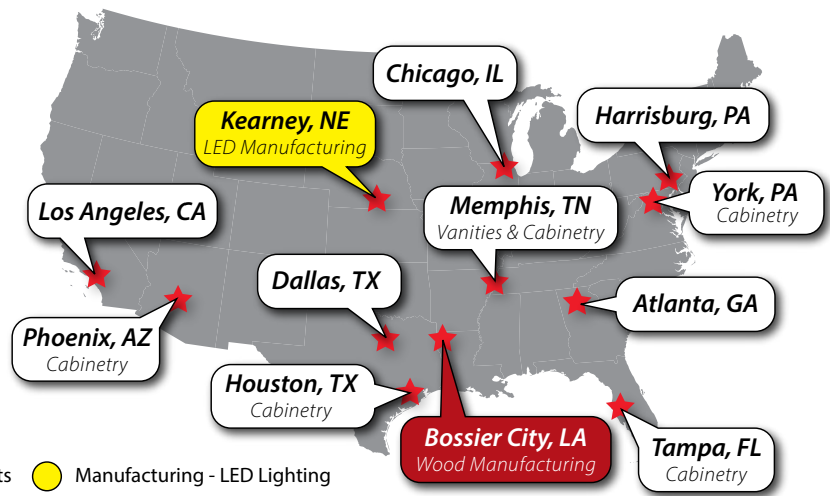 Chicago, IL
Kearney, NE
LED Manufacturing
Harrisburg, PA
York, PA
Cabinetry
Los Angeles, CA
Memphis, TN
Vanities & Cabinetry
Dallas, TX
Atlanta, GA
Phoenix, AZ
Cabinetry
Houston, TX
Cabinetry
Bossier City, LA
Wood Manufacturing
Tampa, FL
Cabinetry
Manufacturing - LED Lighting